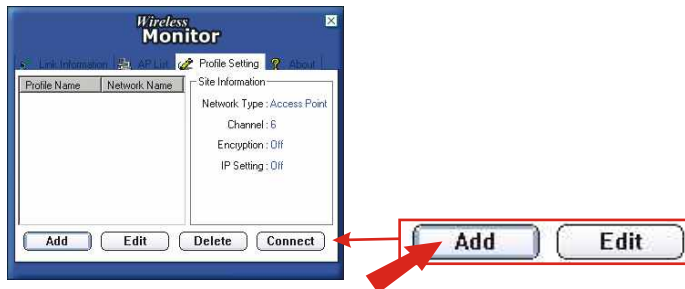 Wireless
Monitor
Link Information AP List Profile Setting About
Profile Name Network Name
Site Information
Network Type : Access Point
Channel : 6
Encryption : Off
IP Setting : Off
Add Edit Delete Connect
Add Edit